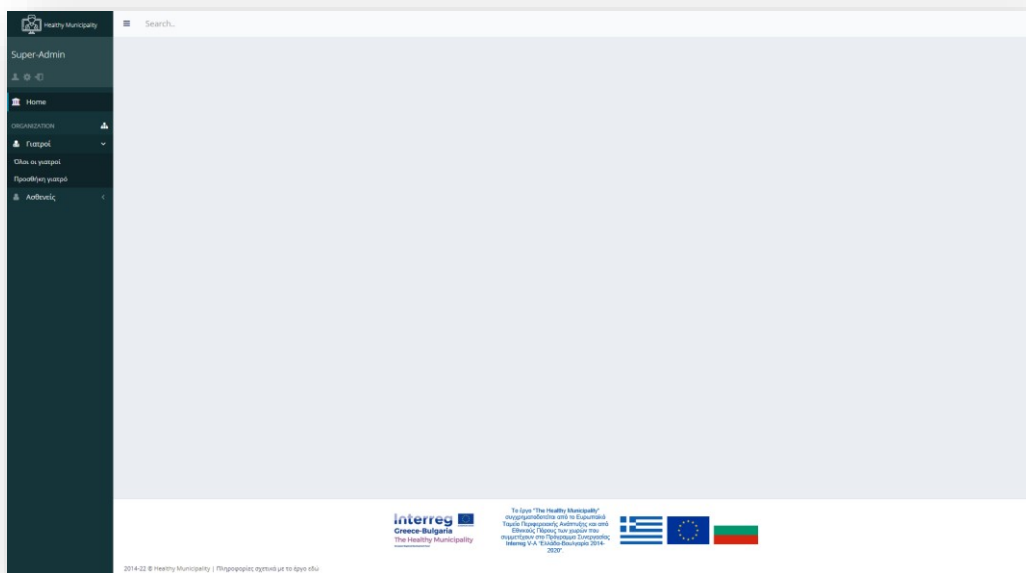 Healthy Municipality
Search..
Super-Admin
Home
ORGANIZATION
Γιατροί
Όλοι οι γιατροί
Προσθήκη γιατρό
Ασθενείς
Interreg
Greece-Bulgaria
The Healthy Municipality
Το έργο "The Healthy Municipality"
συγχρηματοδοτείται από το Ευρωπαϊκό
Ταμείο Περιφερειακής Ανάπτυξης και από
Εθνικούς Πόρους των χωρών που
συμμετέχουν στο Πρόγραμμα Συνεργασίας
Interreg V-A "Ελλάδα-Βουλγαρία 2014-
2020".
2014-22 © Healthy Municipality | Πληροφορίες σχετικά με το έργο εδώ